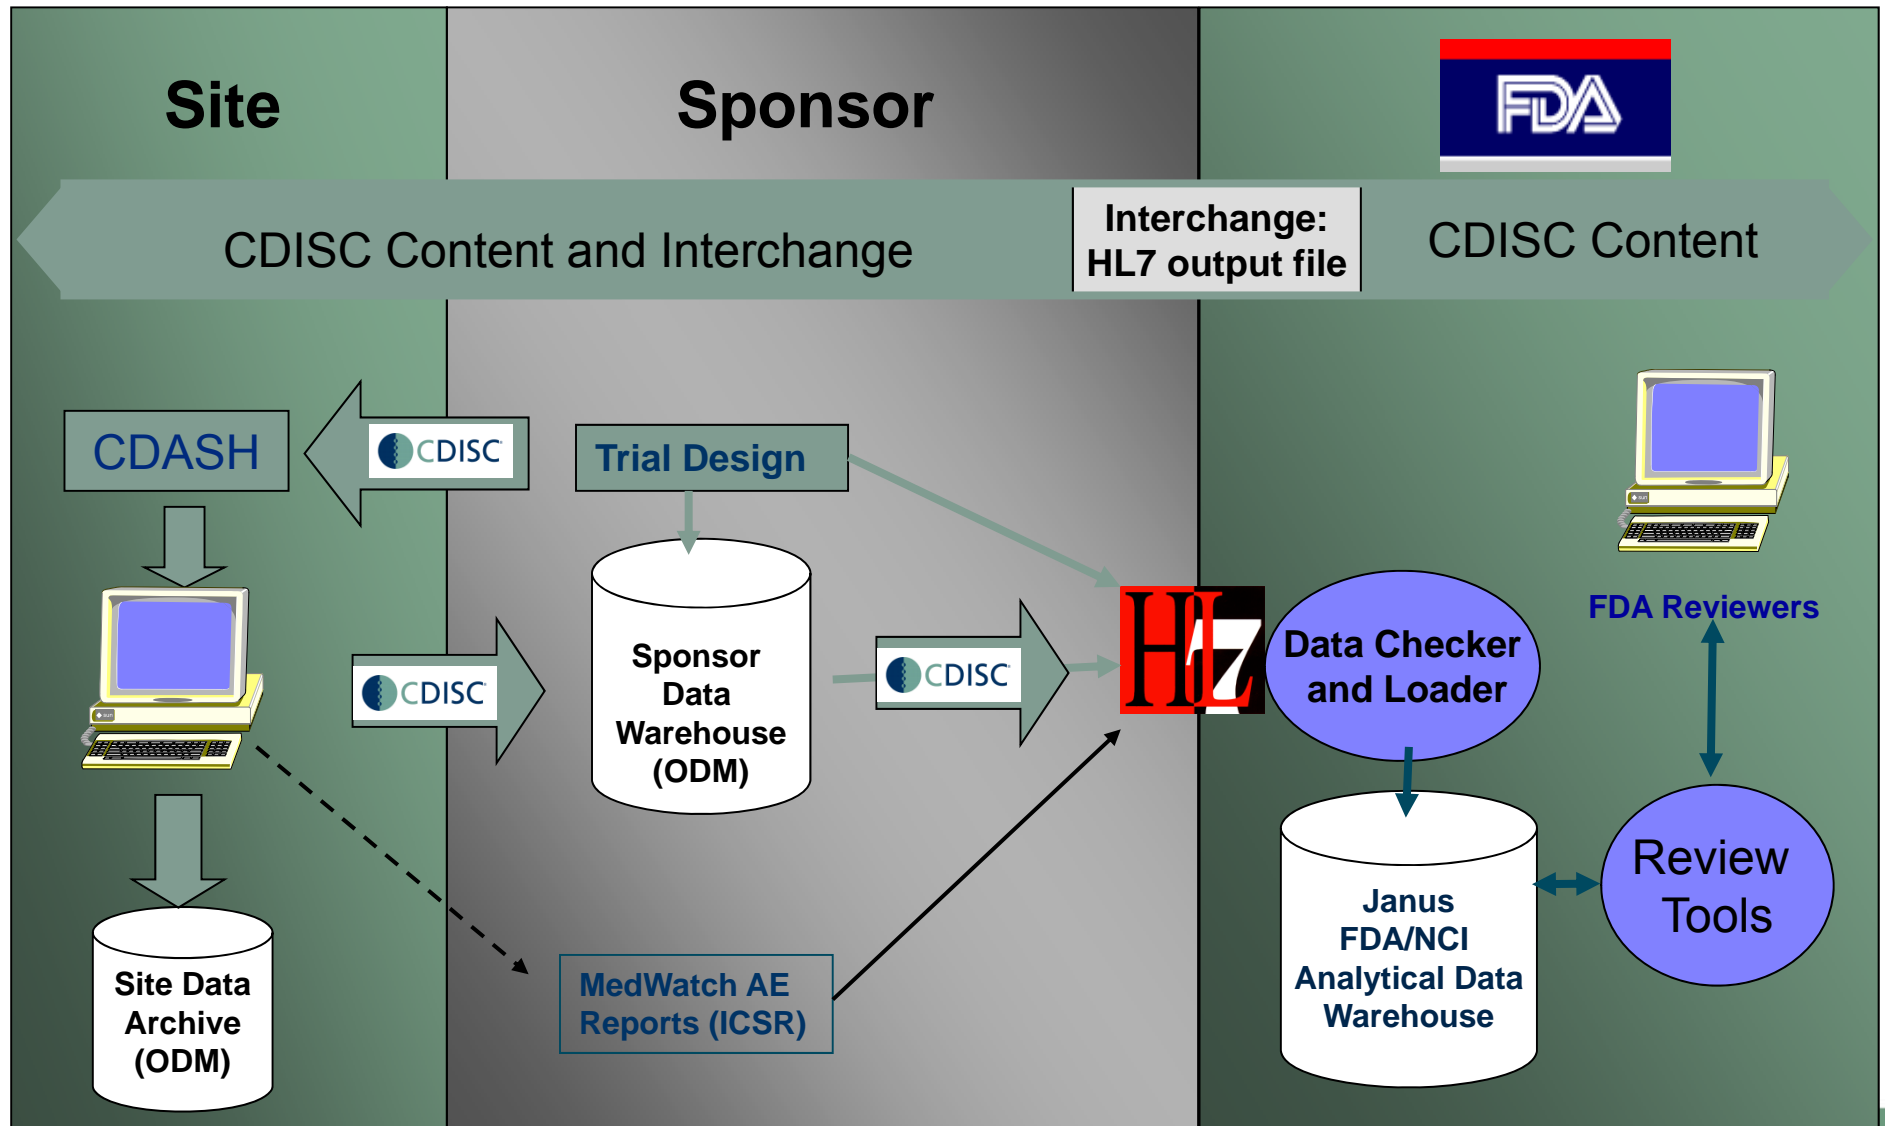 Site
Sponsor
FDA
CDISC Content and Interchange
Interchange:
HL7 output file
CDISC Content
CDASH
CDISC
Trial Design
Sponsor
Data
Warehouse
(ODM)
CDISC
CDISC
HL7
Data Checker
and Loader
FDA Reviewers
sun
sun
Review
Tools
Janus
FDA/NCI
Analytical Data
Warehouse
MedWatch AE
Reports (ICSR)
Site Data
Archive
(ODM)